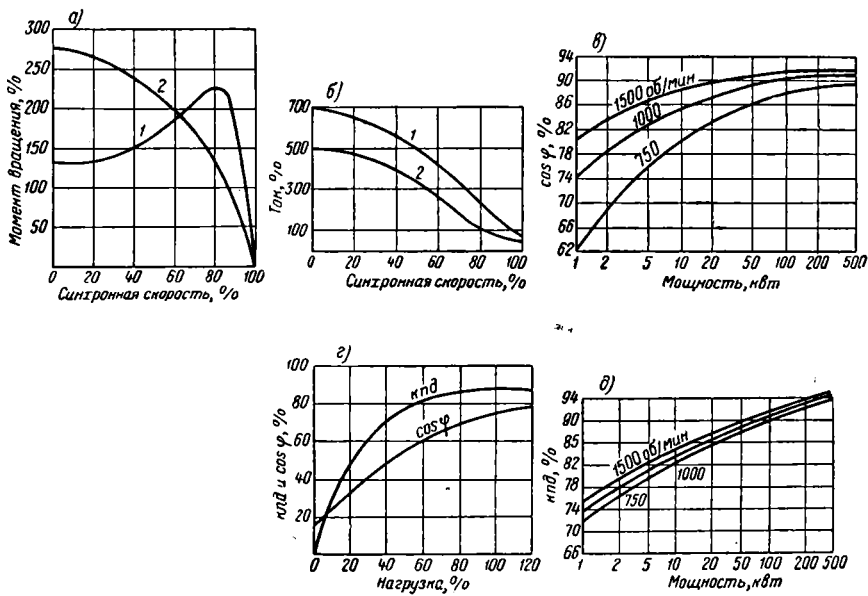 а)
300
250
200
150
100
50
0 20 40 60 80 100
Момент вращения, %
Синхронная скорость, %
1
2
б)
700
500
300
100
0 20 40 60 80 100
Ток, %
Синхронная скорость, %
1
2
в)
94
90
86
82
78
74
70
66
62
1 2 5 10 20 50 100 200 500
cos φ, %
Мощность, квт
1500 об/мин
1000
750
г)
100
80
60
40
20
0 20 40 60 80 100 120
кпд и cos φ, %
Нагрузка, %
кпд
cos φ
д)
94
90
85
82
78
74
70
66
1 2 5 10 20 50 100 200 500
кпд, %
Мощность, квт
1500 об/мин
1000
750